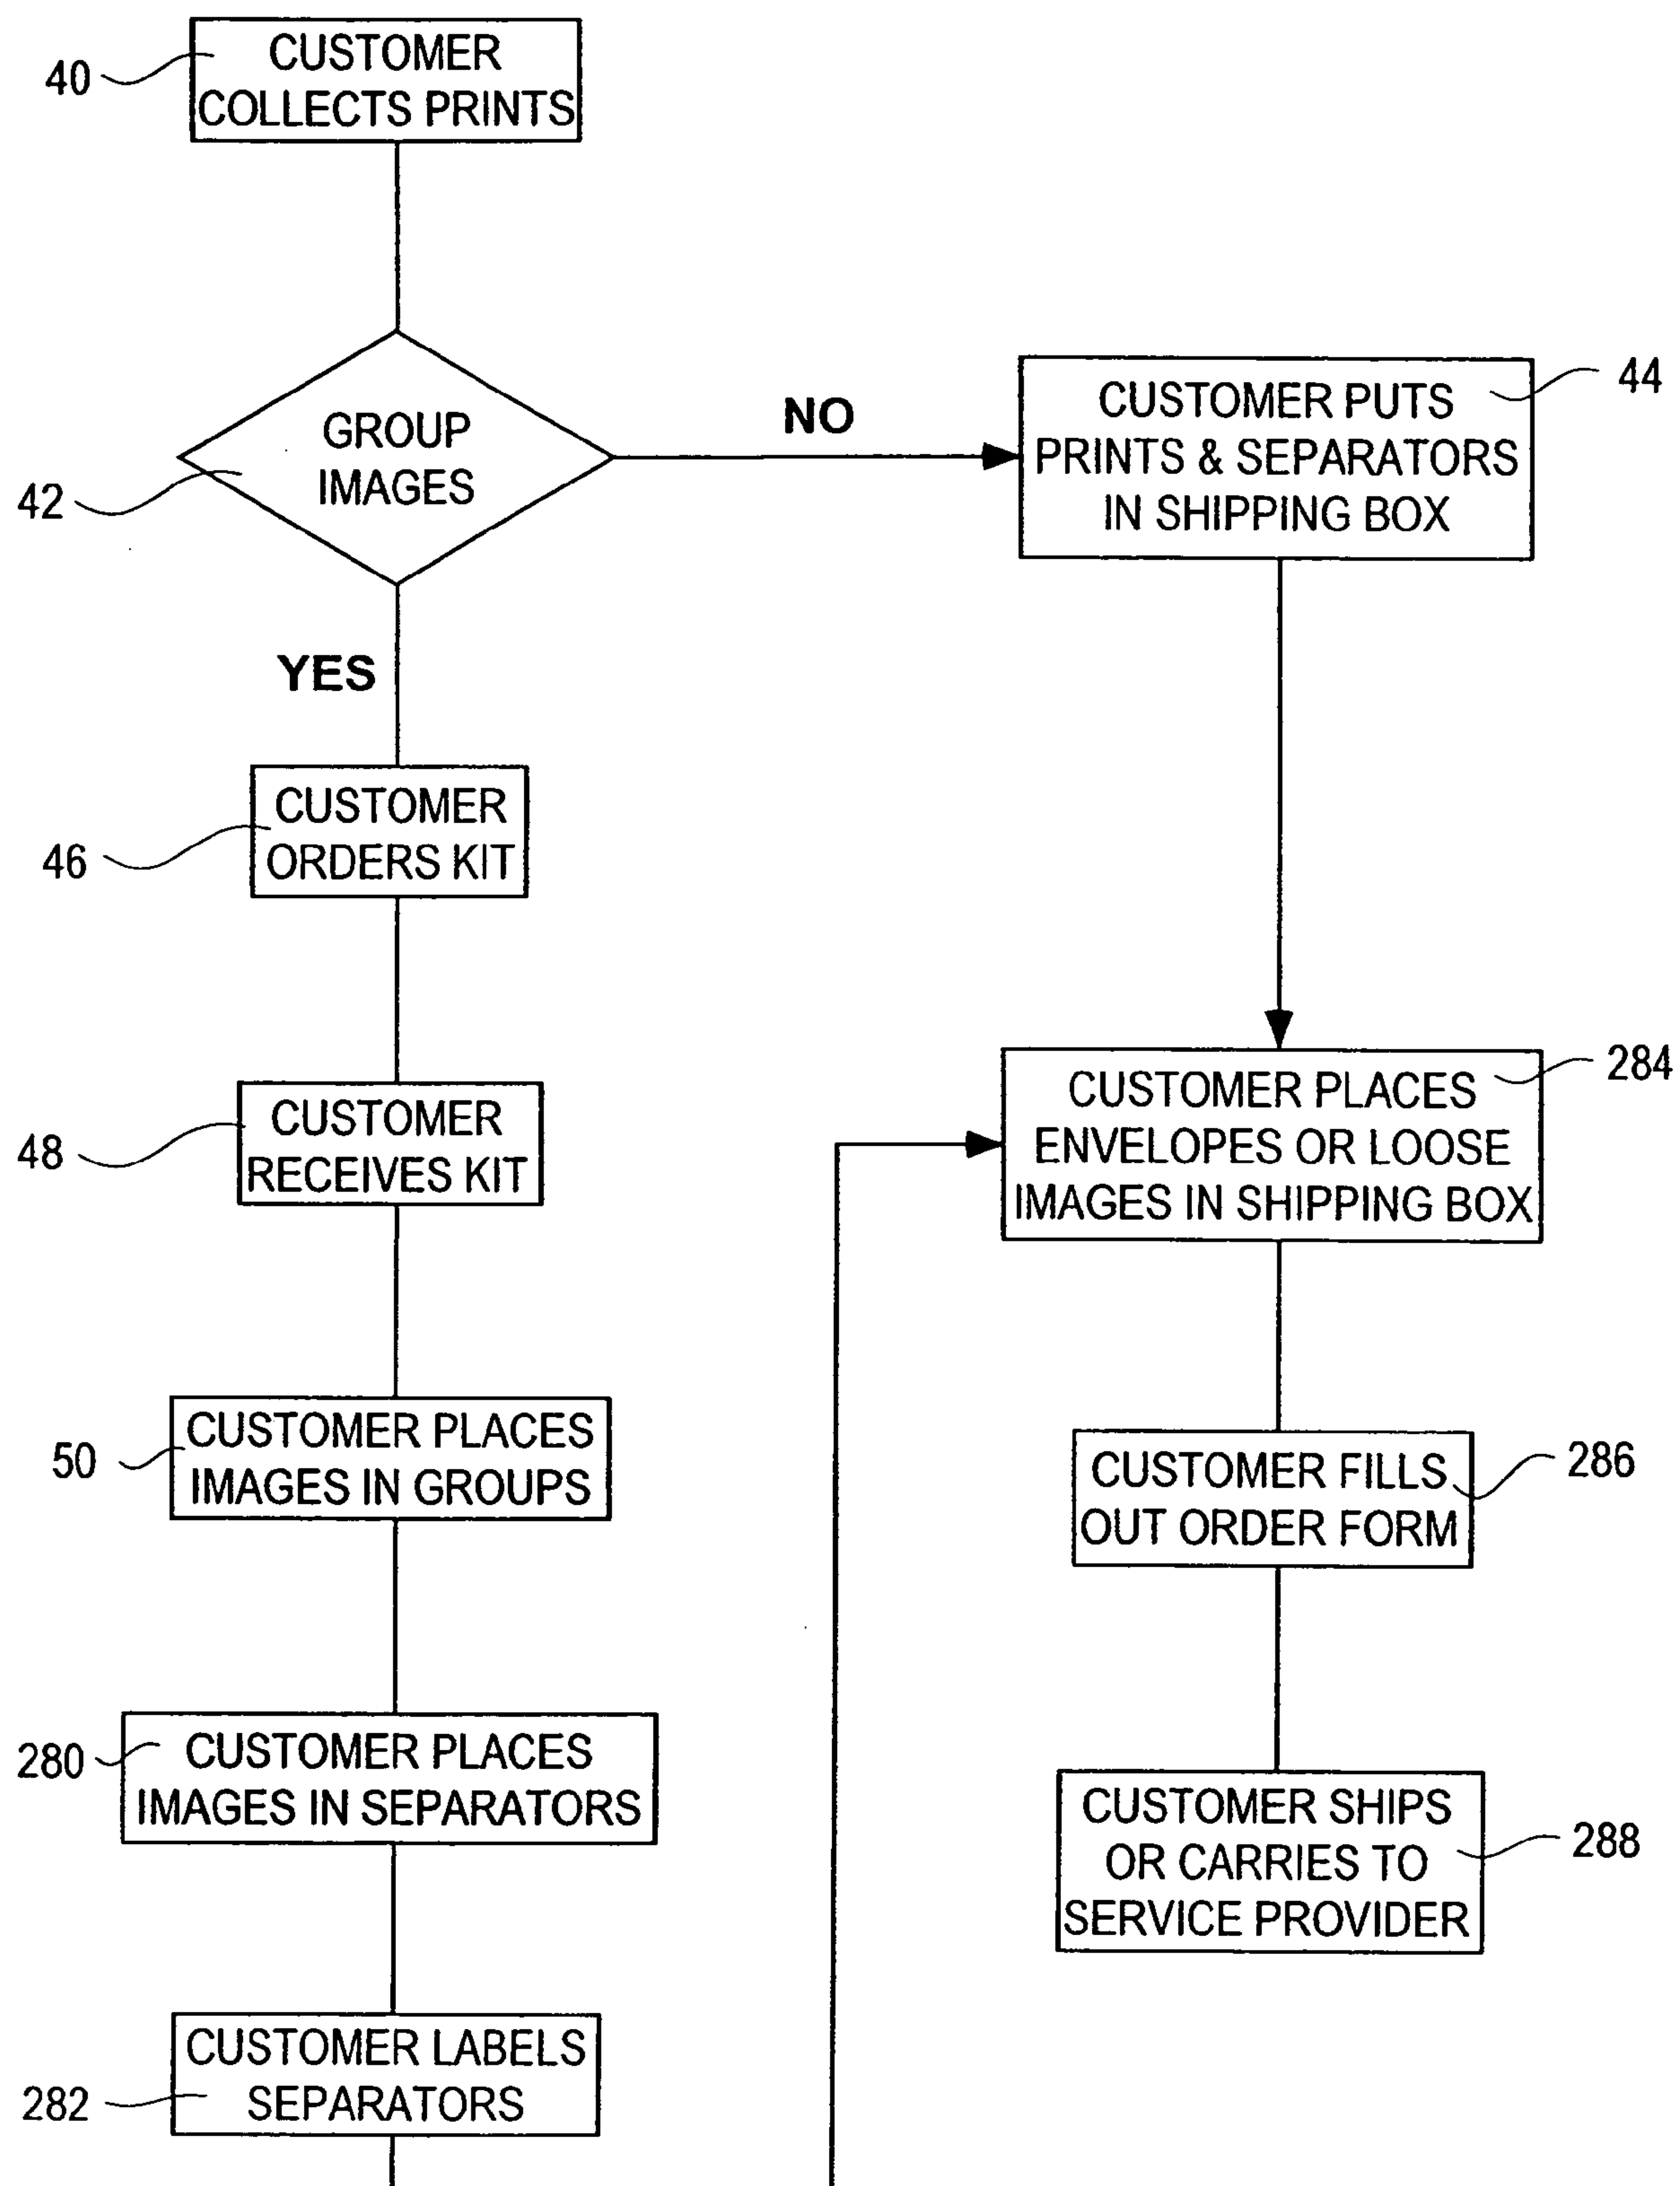 40
CUSTOMER
COLLECTS PRINTS
42
GROUP
IMAGES
NO
44
CUSTOMER PUTS
PRINTS & SEPARATORS
IN SHIPPING BOX
YES
46
CUSTOMER
ORDERS KIT
48
CUSTOMER
RECEIVES KIT
50
CUSTOMER PLACES
IMAGES IN GROUPS
280
CUSTOMER PLACES
IMAGES IN SEPARATORS
282
CUSTOMER LABELS
SEPARATORS
284
CUSTOMER PLACES
ENVELOPES OR LOOSE
IMAGES IN SHIPPING BOX
286
CUSTOMER FILLS
OUT ORDER FORM
288
CUSTOMER SHIPS
OR CARRIES TO
SERVICE PROVIDER